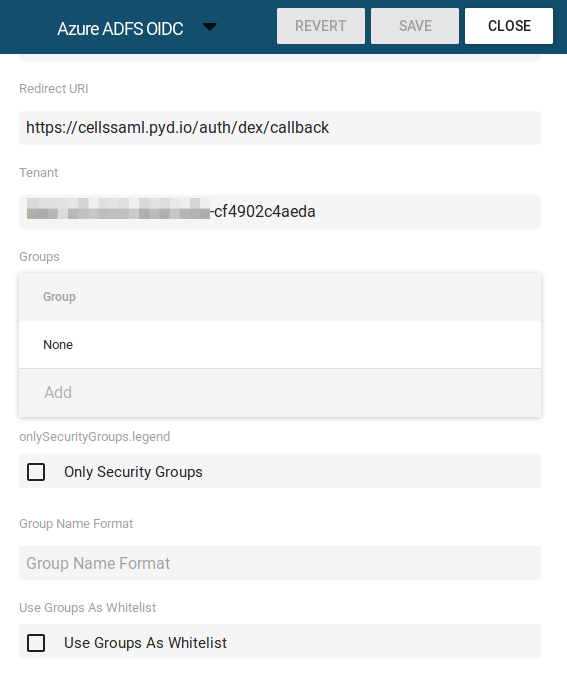 Azure ADFS OIDC
REVERT
SAVE
CLOSE
Redirect URI
https://cellssaml.pyd.io/auth/dex/callback
Tenant
-cf4902c4aeda
Groups
Group
None
Add
onlySecurityGroups.legend
Only Security Groups
Group Name Format
Group Name Format
Use Groups As Whitelist
Use Groups As Whitelist